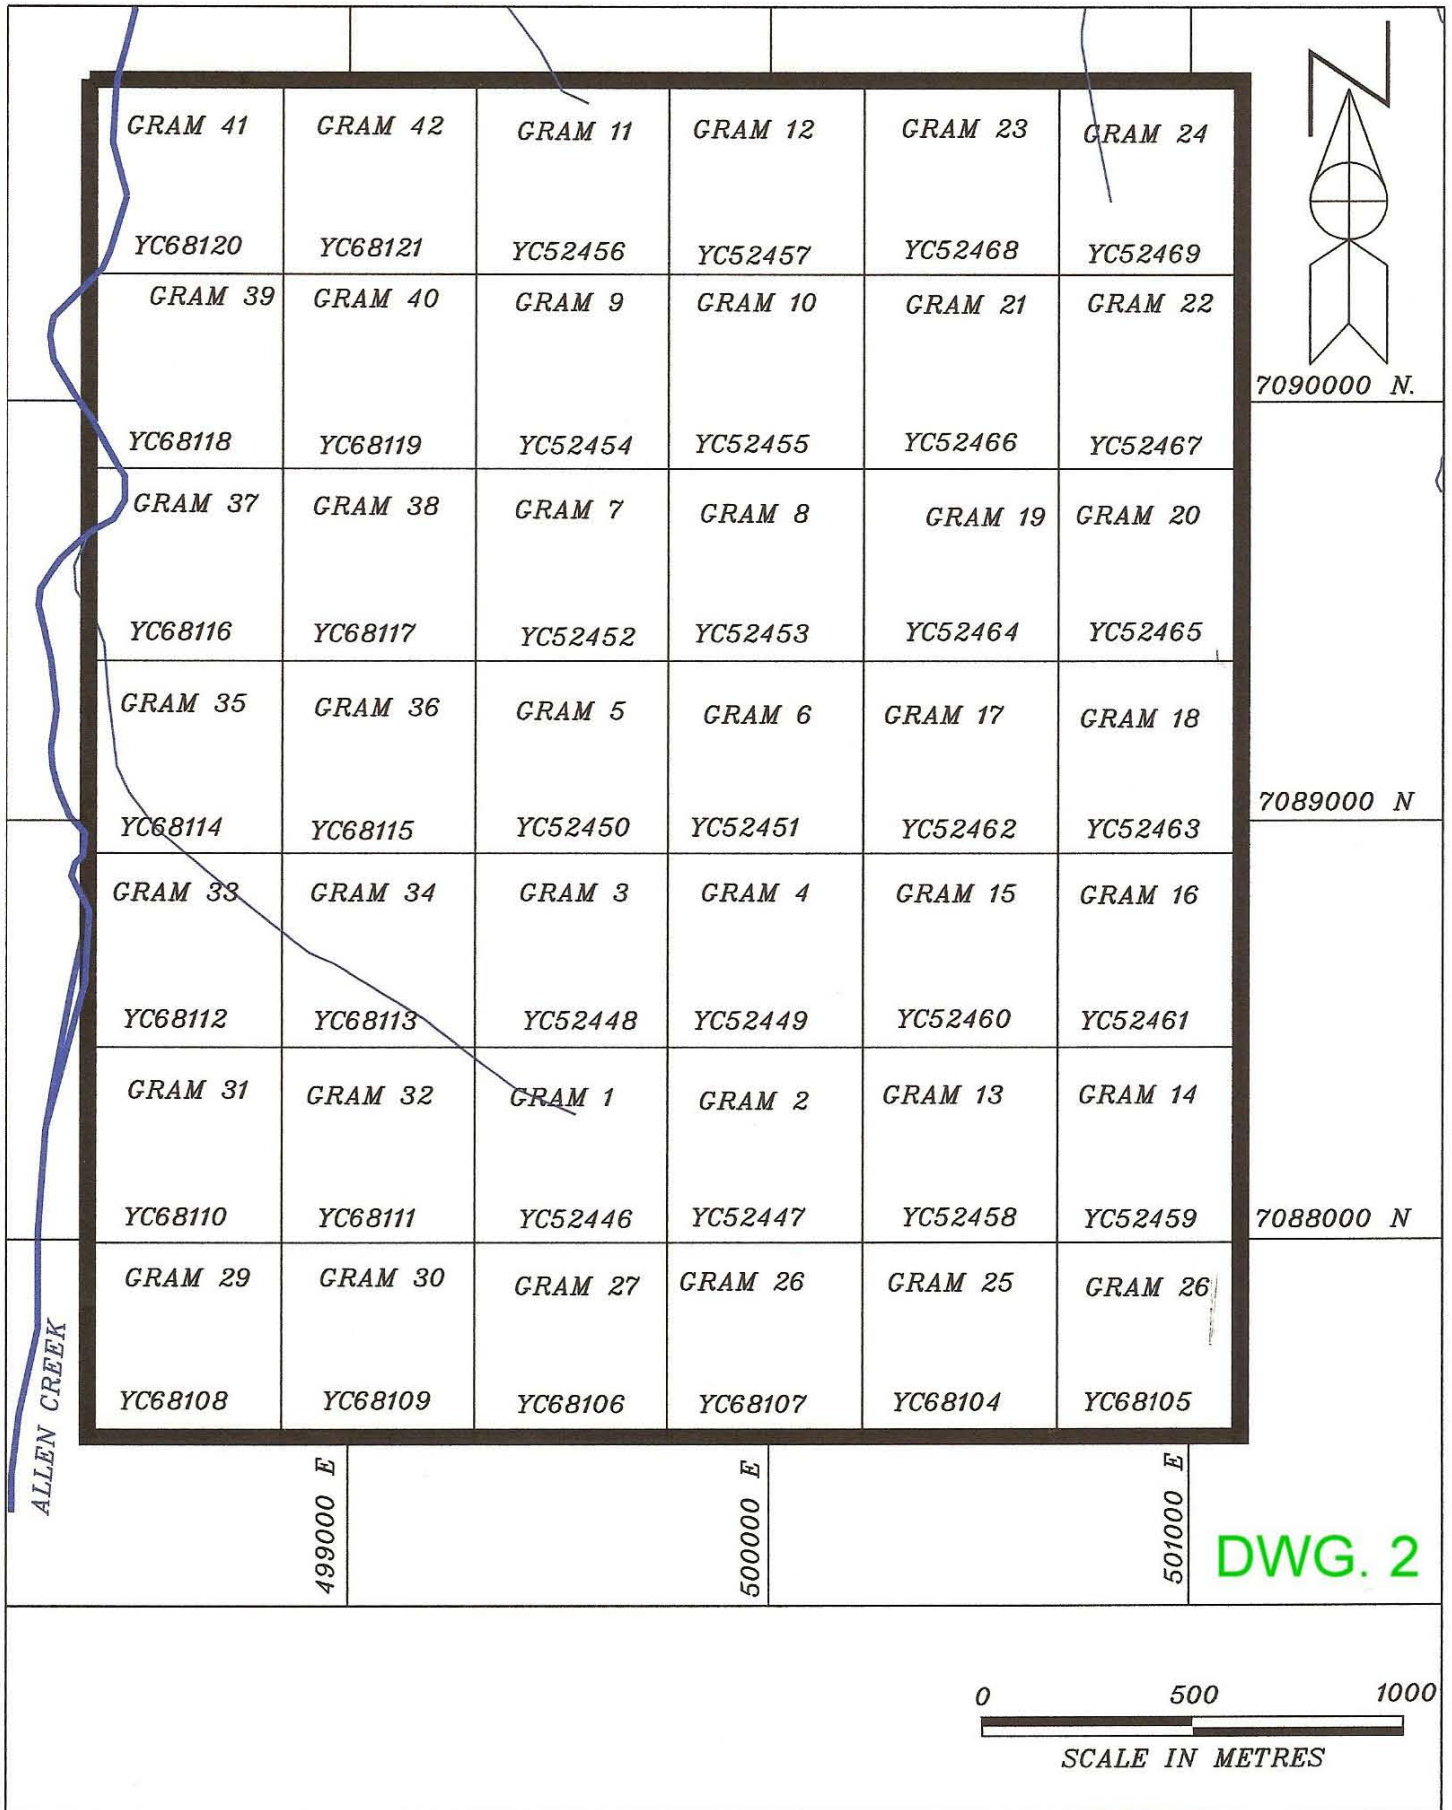 N
GRAM 41 GRAM 42 GRAM 11 GRAM 12 GRAM 23 GRAM 24
YC68120 YC68121 YC52456 YC52457 YC52468 YC52469
GRAM 39 GRAM 40 GRAM 9 GRAM 10 GRAM 21 GRAM 22
7090000 N.
YC68118 YC68119 YC52454 YC52455 YC52466 YC52467
GRAM 37 GRAM 38 GRAM 7 GRAM 8 GRAM 19 GRAM 20
YC68116 YC68117 YC52452 YC52453 YC52464 YC52465
GRAM 35 GRAM 36 GRAM 5 GRAM 6 GRAM 17 GRAM 18
7089000 N
YC68114 YC68115 YC52450 YC52451 YC52462 YC52463
GRAM 33 GRAM 34 GRAM 3 GRAM 4 GRAM 15 GRAM 16
YC68112 YC68113 YC52448 YC52449 YC52460 YC52461
GRAM 31 GRAM 32 GRAM 1 GRAM 2 GRAM 13 GRAM 14
YC68110 YC68111 YC52446 YC52447 YC52458 YC52459 7088000 N
GRAM 29 GRAM 30 GRAM 27 GRAM 26 GRAM 25 GRAM 26
YC68108 YC68109 YC68106 YC68107 YC68104 YC68105
ALLEN CREEK
499000 E
500000 E
501000 E
DWG. 2
0 500 1000
SCALE IN METRES